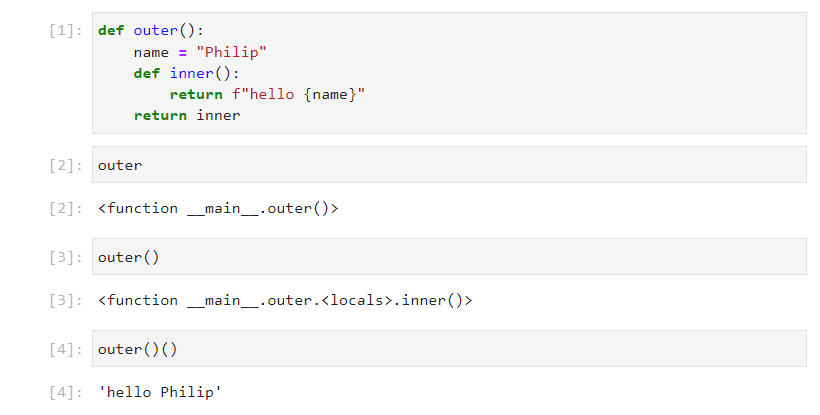 [1]: def outer():
    name = "Philip"
    def inner():
        return f"hello {name}"
    return inner
[2]: outer
[2]: <function __main__.outer()>
[3]: outer()
[3]: <function __main__.outer.<locals>.inner()>
[4]: outer()()
[4]: 'hello Philip'